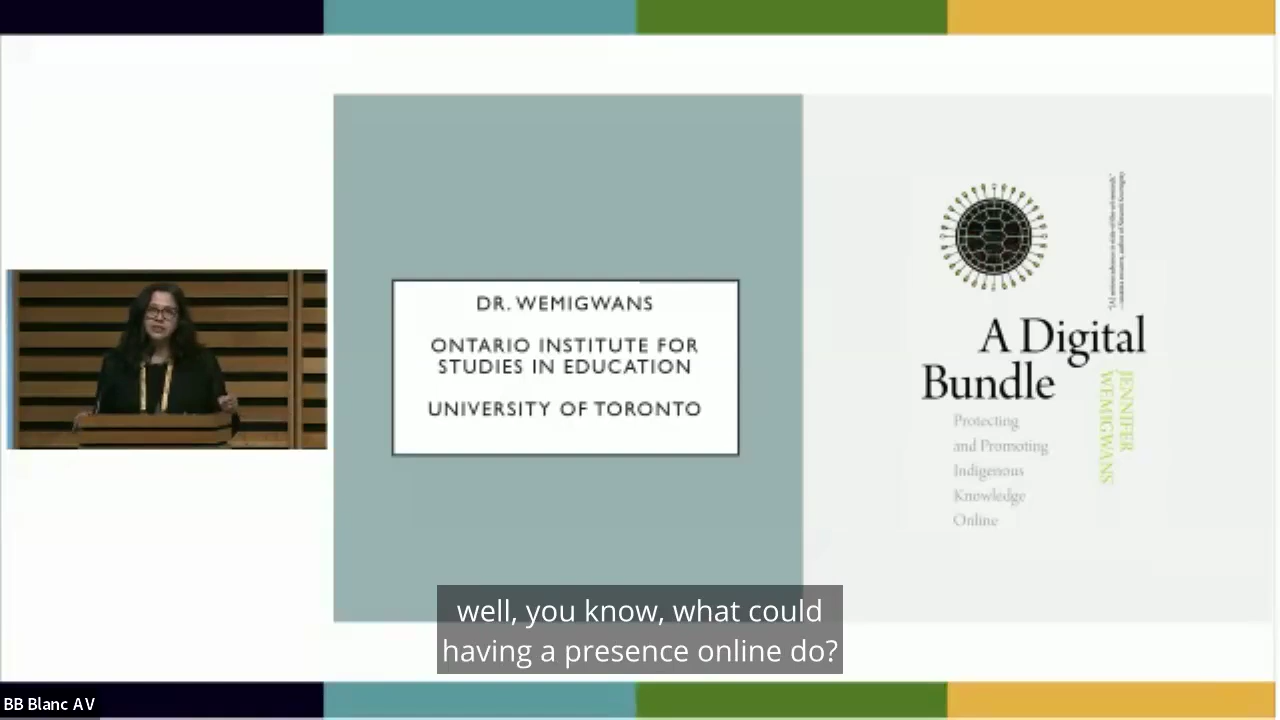 DR. WEMIGWANS
ONTARIO INSTITUTE FOR
STUDIES IN EDUCATION
UNIVERSITY OF TORONTO
A Digital
Bundle
Protecting
and Promoting
Indigenous
Knowledge
Online
JENNIFER
WEMIGWANS
well, you know, what could
having a presence online do?
BB Blanc AV